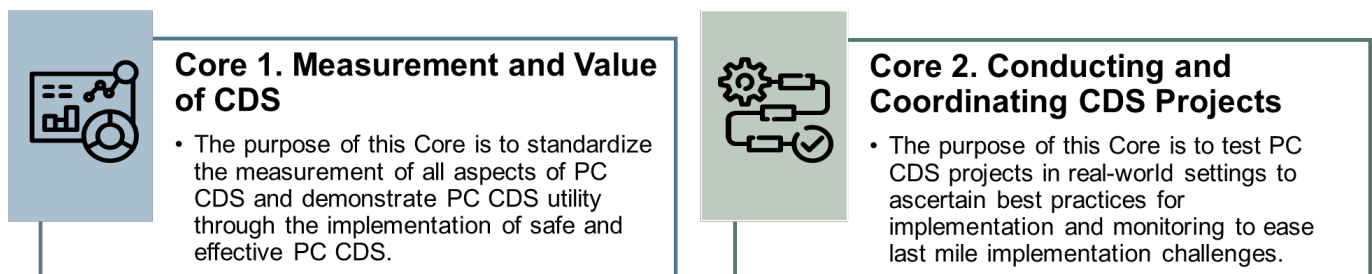 Core 1. Measurement and Value
of CDS
• The purpose of this Core is to standardize
the measurement of all aspects of PC
CDS and demonstrate PC CDS utility
through the implementation of safe and
effective PC CDS.
Core 2. Conducting and
Coordinating CDS Projects
• The purpose of this Core is to test PC
CDS projects in real-world settings to
ascertain best practices for
implementation and monitoring to ease
last mile implementation challenges.